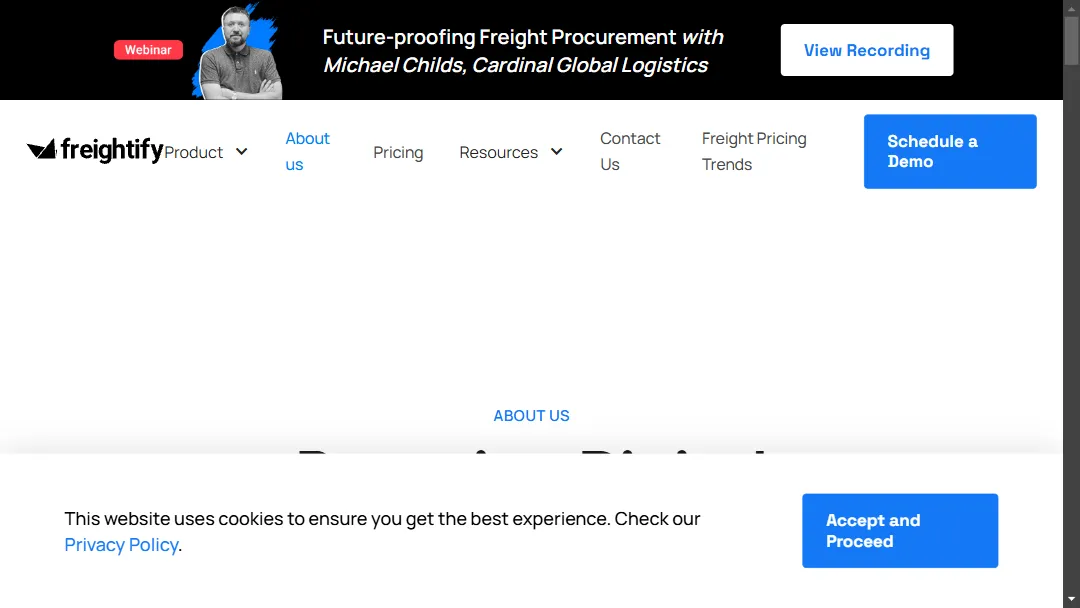 Webinar
Future-proofing Freight Procurement with
Michael Childs, Cardinal Global Logistics
View Recording
freightify
Product
About
us
Pricing
Resources
Contact
Us
Freight Pricing
Trends
Schedule a
Demo
ABOUT US
This website uses cookies to ensure you get the best experience. Check our
Privacy Policy.
Accept and
Proceed